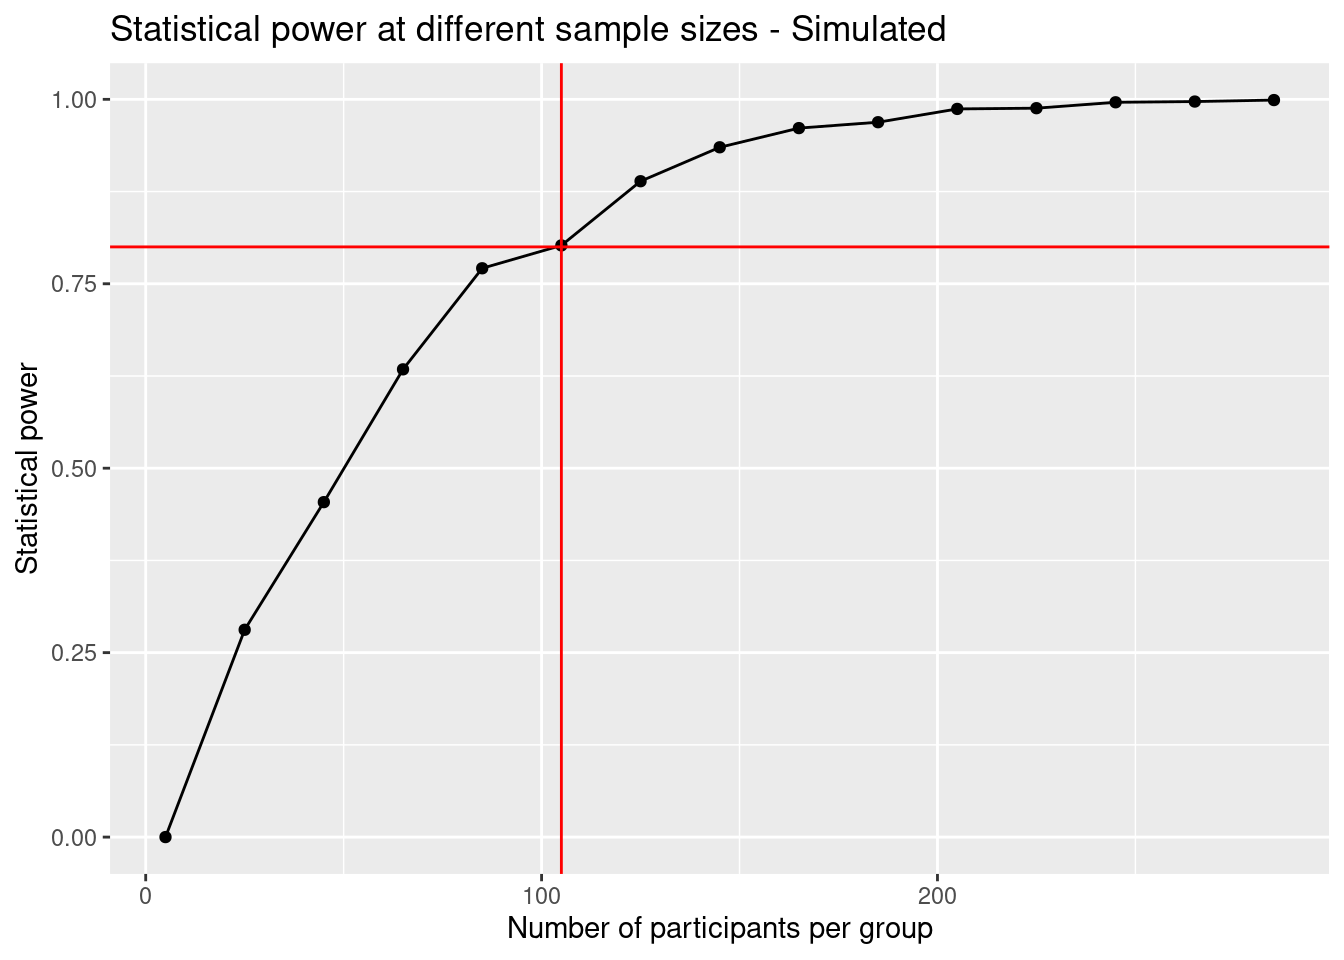 Statistical power at different sample sizes - Simulated
1.00
0.75
0.50
0.25
0.00
Statistical power
0 100 200
Number of participants per group